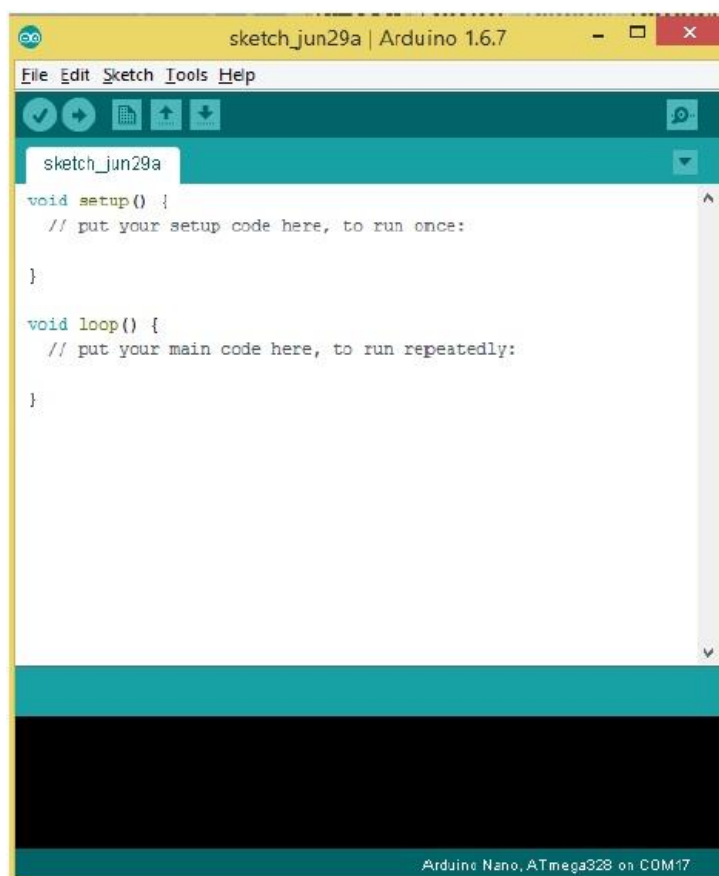 sketch_jun29a | Arduino 1.6.7
File Edit Sketch Tools Help
sketch_jun29a
void setup() {
  // put your setup code here, to run once:
}
void loop() {
  // put your main code here, to run repeatedly:
}
Arduino Nano, ATmega328 on COM17